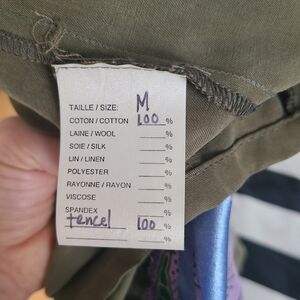 TAILLE / SIZE: M
COTON / COTTON 100 %
LAINE / WOOL %
SOIE / SILK %
LIN / LINEN %
POLYESTER %
RAYONNE / RAYON %
VISCOSE %
SPANDEX %
tencel 100 %
%